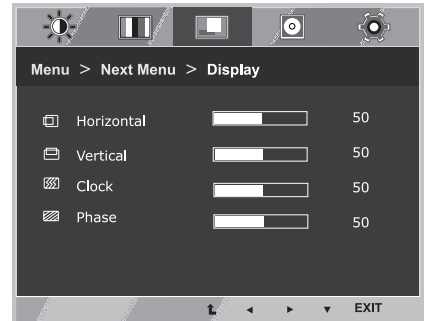 Menu > Next Menu > Display
Horizontal 50
Vertical 50
Clock 50
Phase 50
EXIT